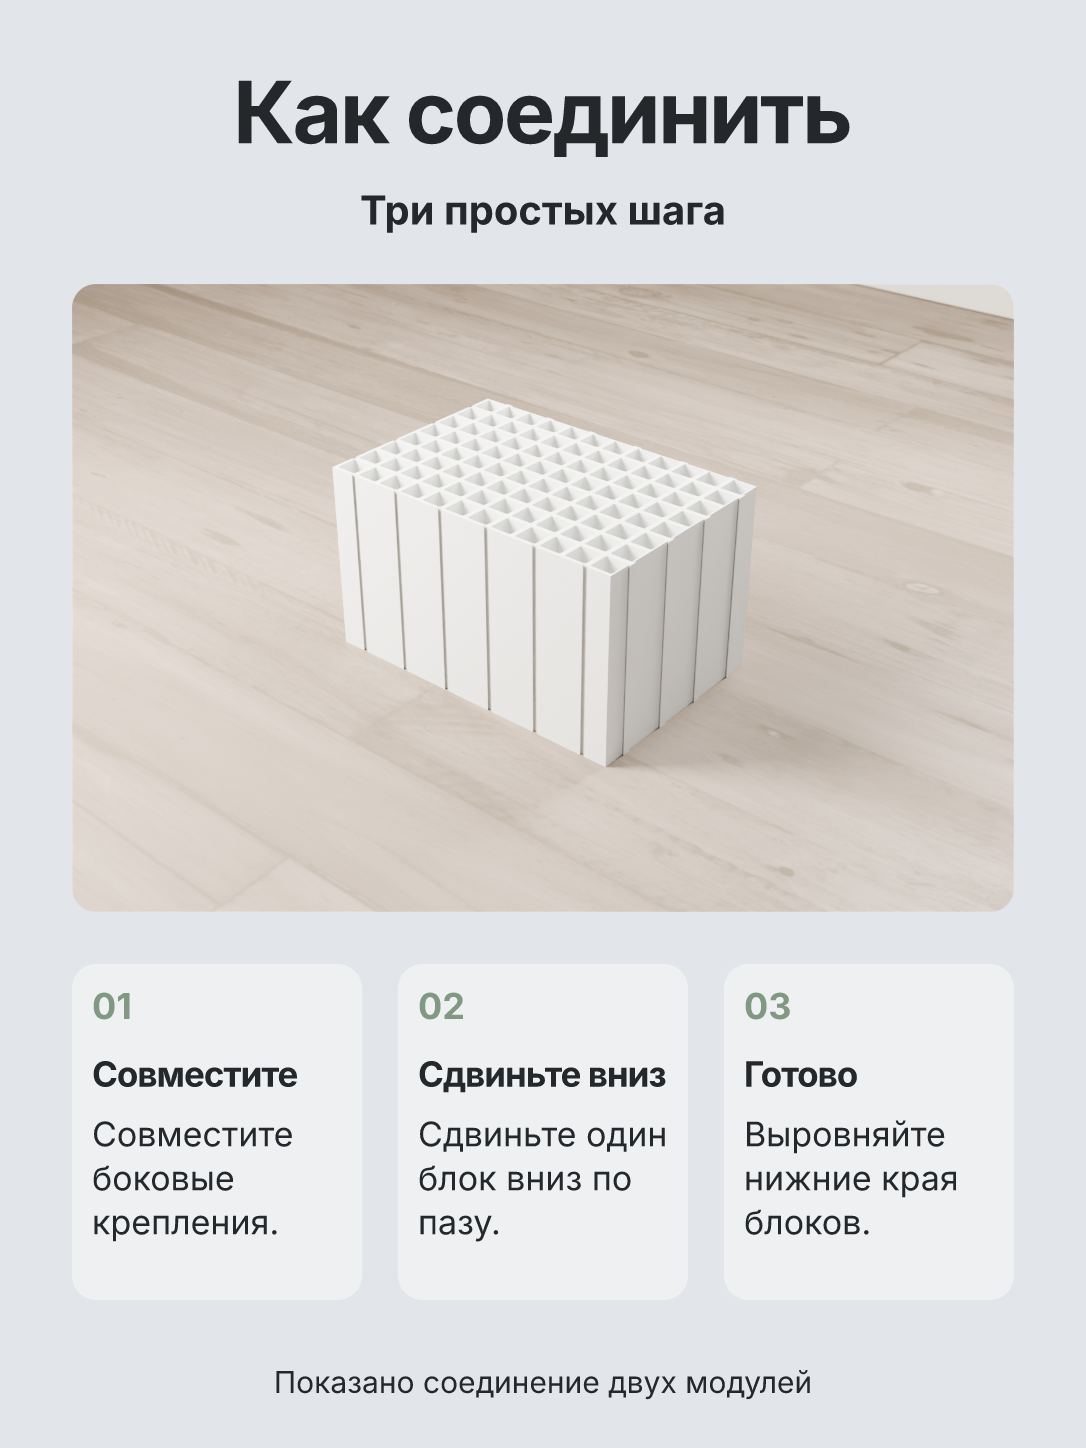 Как соединить
Три простых шага
01
Совместите
Совместите
боковые
крепления.
02
Сдвиньте вниз
Сдвиньте один
блок вниз по
пазу.
03
Готово
Выровняйте
нижние края
блоков.
Показано соединение двух модулей